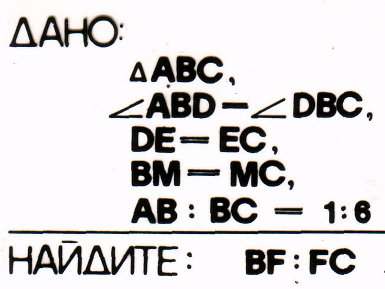 ДАНО:
△ABC,
∠ABD = ∠DBC,
DE = EC,
BM = MC,
AB : BC = 1:6
НАЙДИТЕ: BF : FC